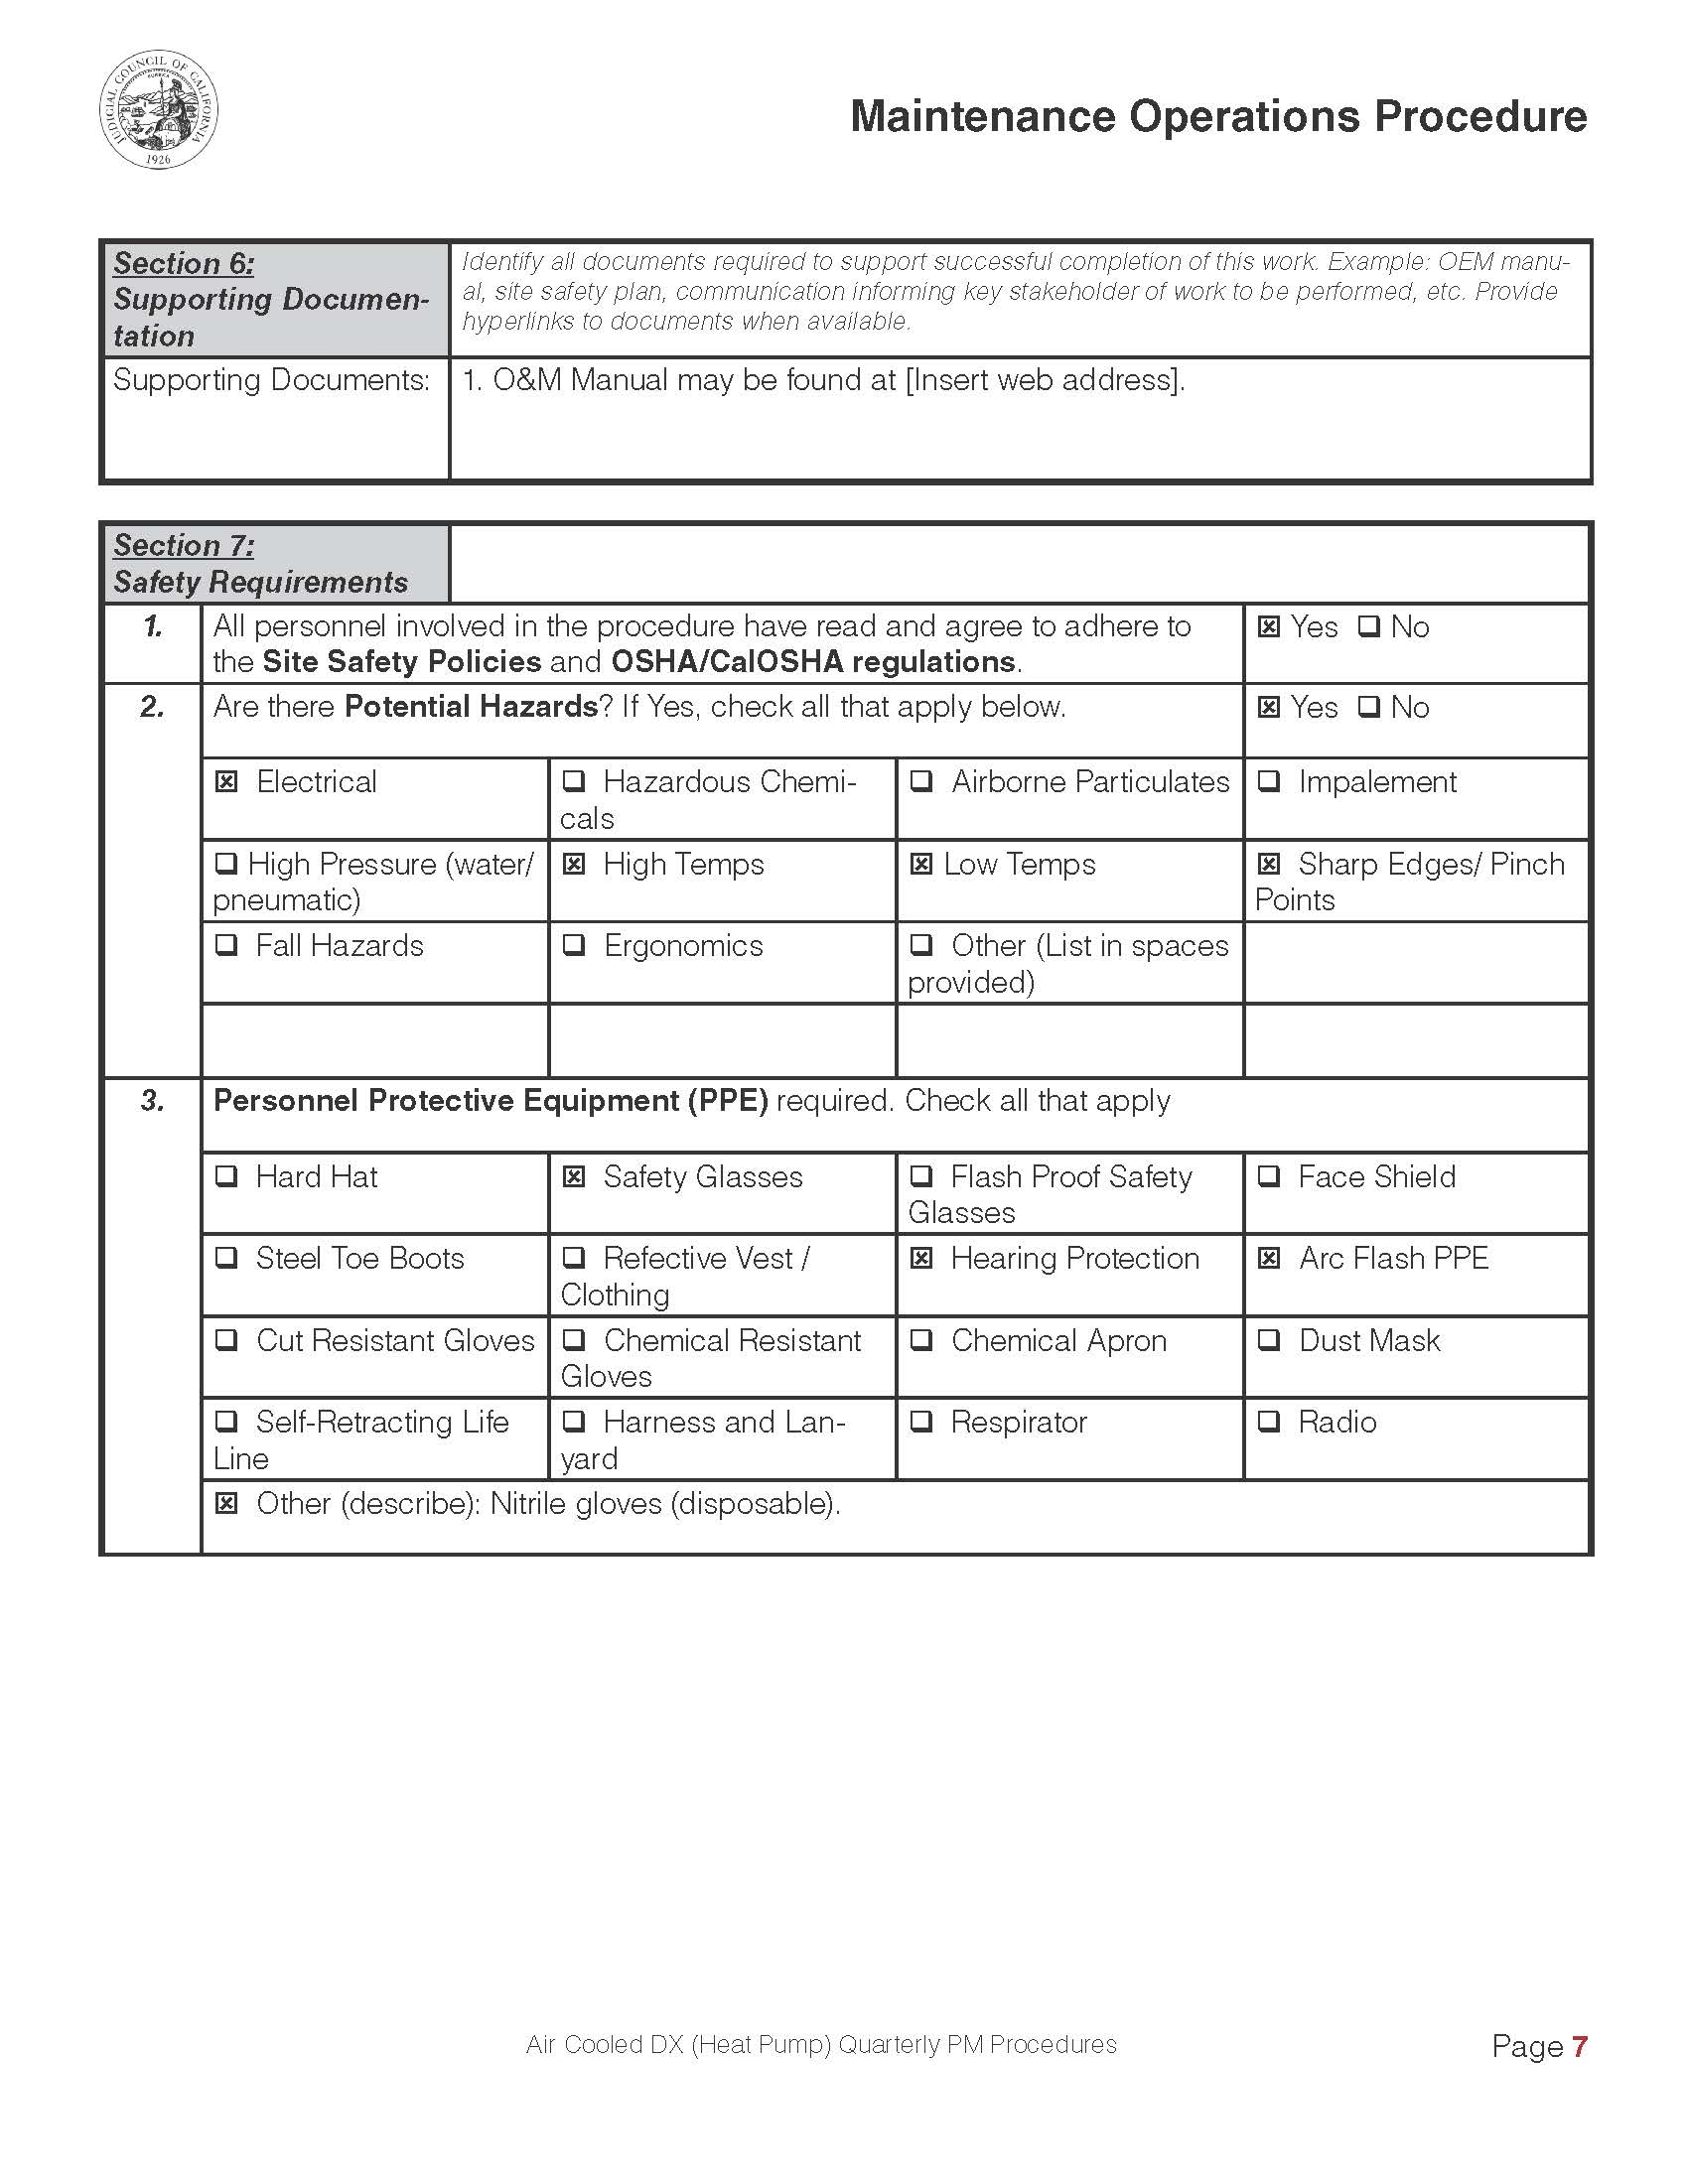 JUDICIAL COUNCIL OF CALIFORNIA
EUREKA
1926
Maintenance Operations Procedure
Section 6:
Supporting Documen-
tation
Identify all documents required to support successful completion of this work. Example: OEM manu-
al, site safety plan, communication informing key stakeholder of work to be performed, etc. Provide
hyperlinks to documents when available.
Supporting Documents:
1. O&M Manual may be found at [Insert web address].
Section 7:
Safety Requirements
1.
All personnel involved in the procedure have read and agree to adhere to
the Site Safety Policies and OSHA/CalOSHA regulations.
☒ Yes ❑ No
2.
Are there Potential Hazards? If Yes, check all that apply below.
☒ Yes ❑ No
☒ Electrical
❑ Hazardous Chemi-
cals
❑ Airborne Particulates
❑ Impalement
❑ High Pressure (water/
pneumatic)
☒ High Temps
☒ Low Temps
☒ Sharp Edges/ Pinch
Points
❑ Fall Hazards
❑ Ergonomics
❑ Other (List in spaces
provided)
3.
Personnel Protective Equipment (PPE) required. Check all that apply
❑ Hard Hat
☒ Safety Glasses
❑ Flash Proof Safety
Glasses
❑ Face Shield
❑ Steel Toe Boots
❑ Refective Vest /
Clothing
☒ Hearing Protection
☒ Arc Flash PPE
❑ Cut Resistant Gloves
❑ Chemical Resistant
Gloves
❑ Chemical Apron
❑ Dust Mask
❑ Self-Retracting Life
Line
❑ Harness and Lan-
yard
❑ Respirator
❑ Radio
☒ Other (describe): Nitrile gloves (disposable).
Air Cooled DX (Heat Pump) Quarterly PM Procedures
Page 7